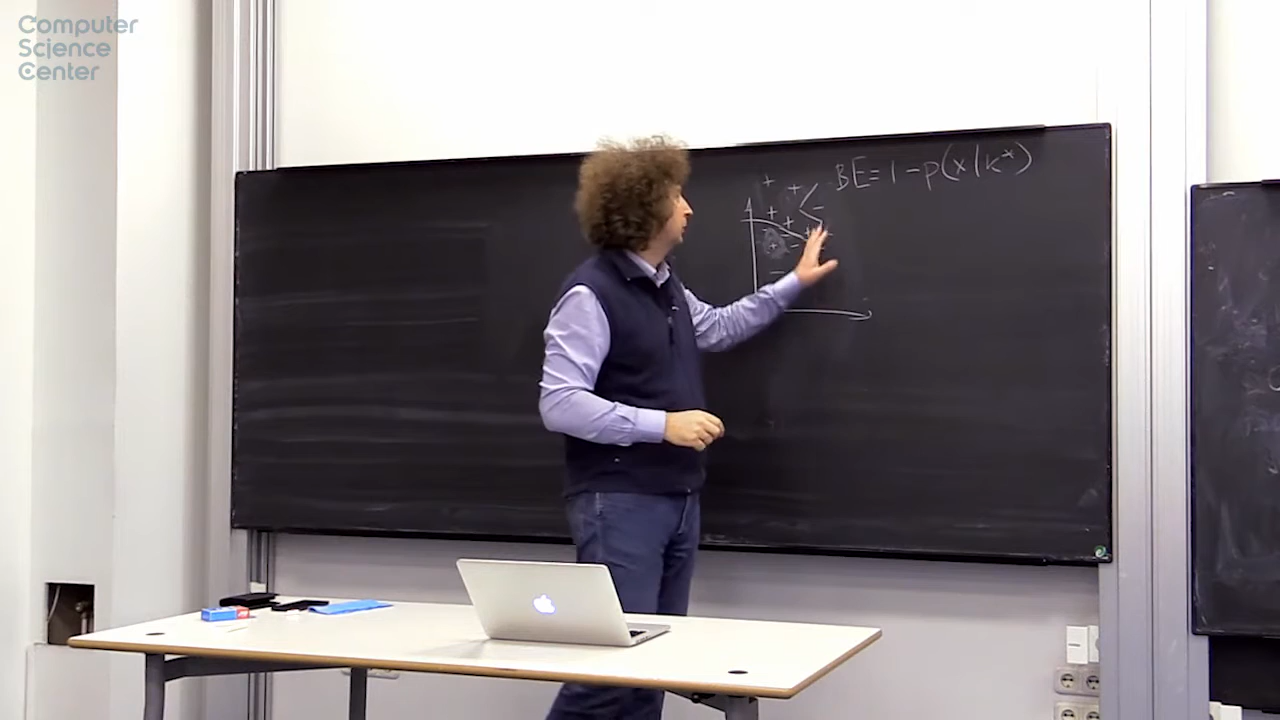 Computer
Science
Center
BE = 1 - p(x|k*)